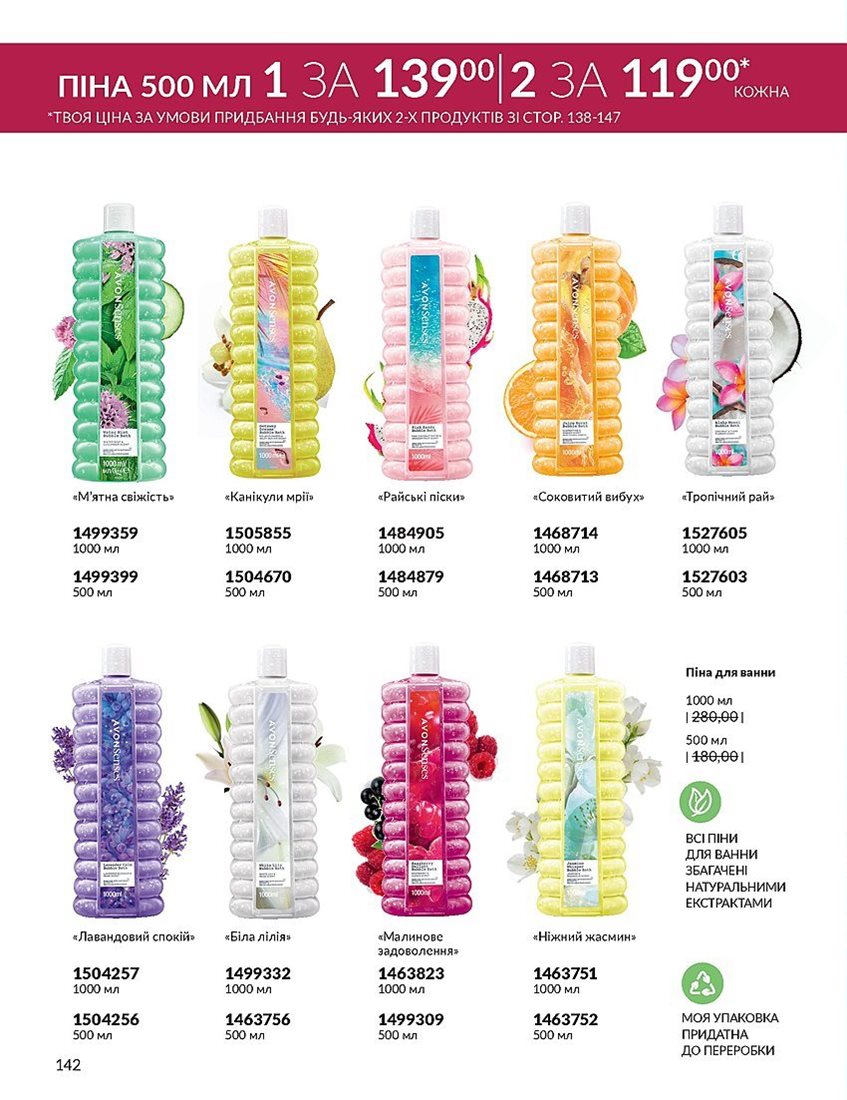 ПІНА 500 МЛ 1 ЗА 139⁰⁰|2 ЗА 119⁰⁰* КОЖНА
*ТВОЯ ЦІНА ЗА УМОВИ ПРИДБАННЯ БУДЬ-ЯКИХ 2-Х ПРОДУКТІВ ЗІ СТОР. 138-147
AVON senses
AVON senses
AVON senses
AVON senses
AVON senses
Water Mint
Bubble Bath
Getaway
Dreams
Bubble Bath
Pink Sands
Bubble Bath
Juicy Burst
Bubble Bath
Aloha Monoi
Bubble Bath
1000 ml
1000 ml
1000ml
1000ml
1000ml
«М'ятна свіжість»
«Канікули мрії»
«Райські піски»
«Соковитий вибух»
«Тропічний рай»
1499359
1000 мл
1499399
500 мл
1505855
1000 мл
1504670
500 мл
1484905
1000 мл
1484879
500 мл
1468714
1000 мл
1468713
500 мл
1527605
1000 мл
1527603
500 мл
AVON senses
AVON senses
AVON senses
AVON senses
Lavender Calm
Bubble Bath
White Lily
Bubble Bath
Raspberry
Delight
Bubble Bath
Jasmine
Whisper
Bubble Bath
1000ml
1000ml
1000ml
1000ml
«Лавандовий спокій»
«Біла лілія»
«Малинове
задоволення»
«Ніжний жасмин»
1504257
1000 мл
1504256
500 мл
1499332
1000 мл
1463756
500 мл
1463823
1000 мл
1499309
500 мл
1463751
1000 мл
1463752
500 мл
Піна для ванни
1000 мл
| 280,00 |
500 мл
| 180,00 |
ВСІ ПІНИ
ДЛЯ ВАННИ
ЗБАГАЧЕНІ
НАТУРАЛЬНИМИ
ЕКСТРАКТАМИ
МОЯ УПАКОВКА
ПРИДАТНА
ДО ПЕРЕРОБКИ
142